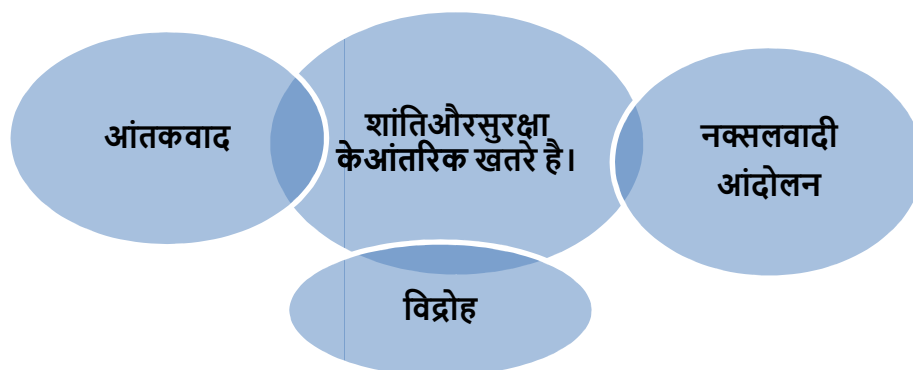 आंतकवाद
शांतिऔरसुरक्षा
केआंतरिक खतरे है।
नक्सलवादी
आंदोलन
विद्रोह